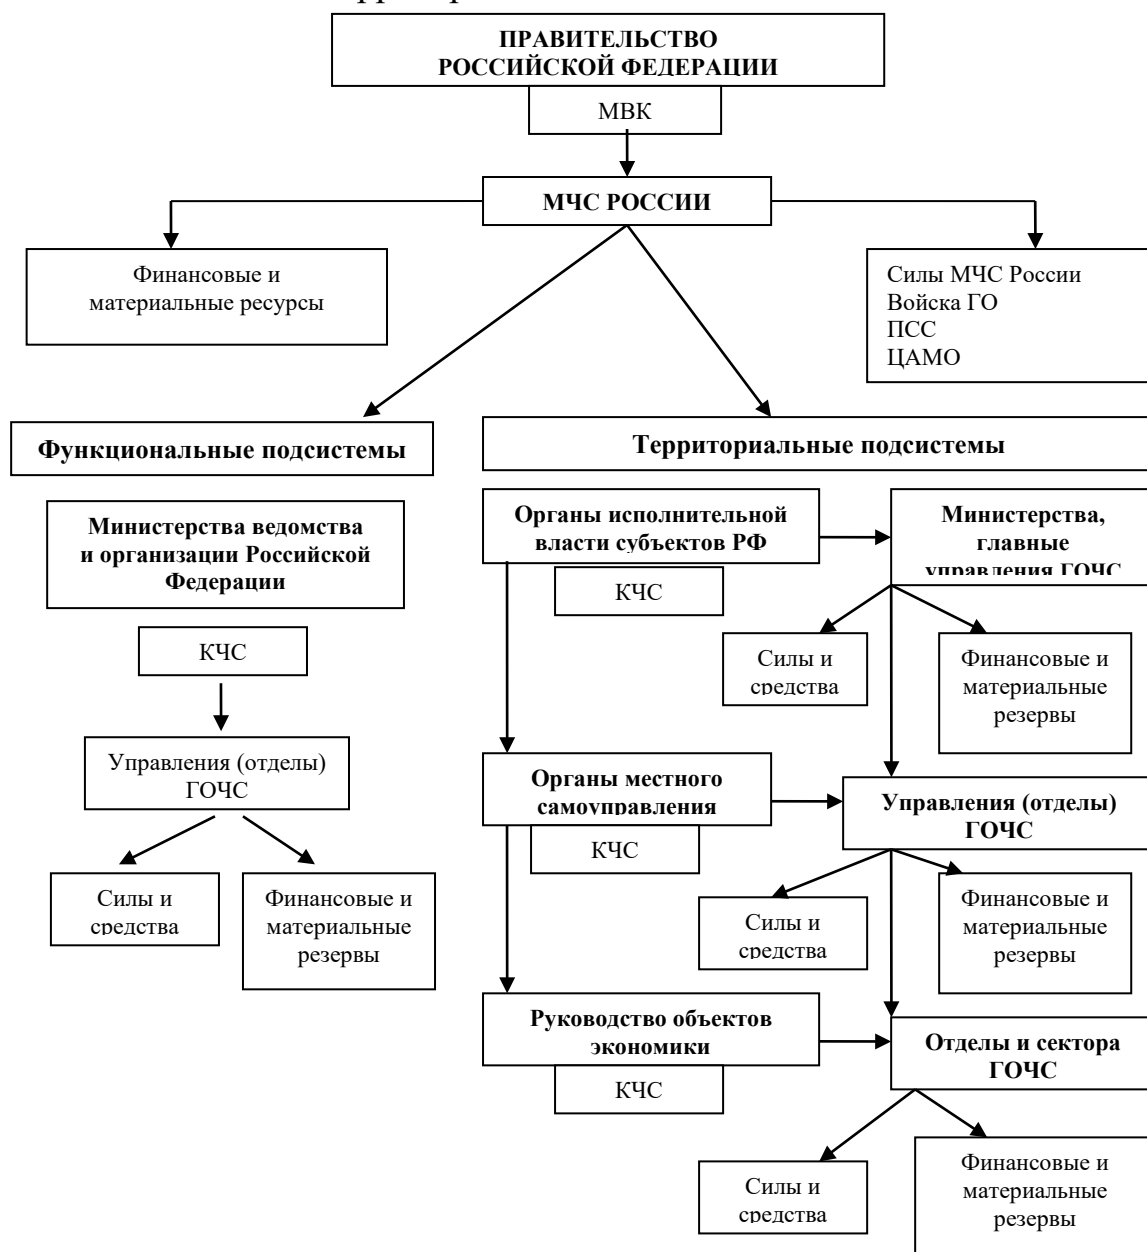 ПРАВИТЕЛЬСТВО
РОССИЙСКОЙ ФЕДЕРАЦИИ
МВК
МЧС РОССИИ
Финансовые и
материальные ресурсы
Силы МЧС России
Войска ГО
ПСС
ЦАМО
Функциональные подсистемы
Территориальные подсистемы
Министерства ведомства
и организации Российской
Федерации
КЧС
Управления (отделы)
ГОЧС
Силы и
средства
Финансовые и
материальные
резервы
Органы исполнительной
власти субъектов РФ
КЧС
Министерства,
главные
управления ГОЧС
Силы и
средства
Финансовые и
материальные
резервы
Органы местного
самоуправления
КЧС
Управления (отделы)
ГОЧС
Силы и
средства
Финансовые и
материальные
резервы
Руководство объектов
экономики
КЧС
Отделы и сектора
ГОЧС
Силы и
средства
Финансовые и
материальные
резервы